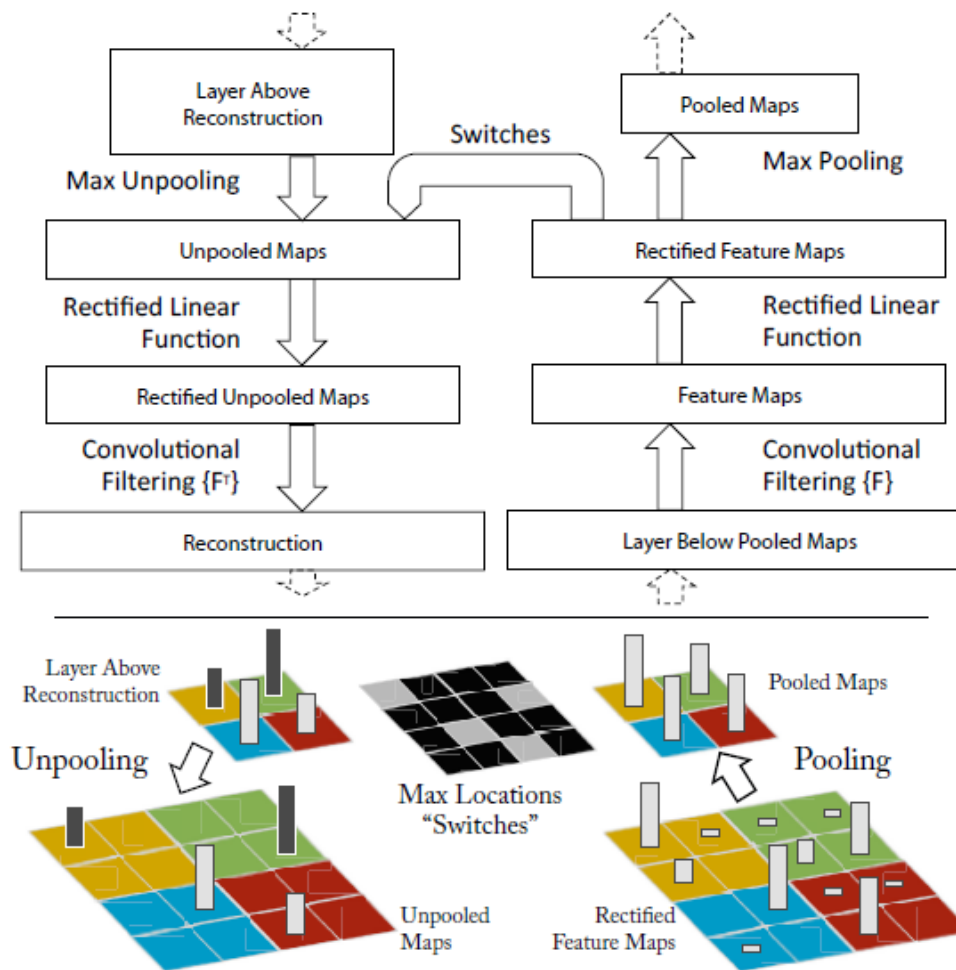 Layer Above
Reconstruction
Pooled Maps
Switches
Max Unpooling
Max Pooling
Unpooled Maps
Rectified Feature Maps
Rectified Linear
Function
Rectified Linear
Function
Rectified Unpooled Maps
Feature Maps
Convolutional
Filtering {Fᵀ}
Convolutional
Filtering {F}
Reconstruction
Layer Below Pooled Maps
Layer Above
Reconstruction
Pooled Maps
Unpooling
Pooling
Max Locations
“Switches”
Unpooled
Maps
Rectified
Feature Maps